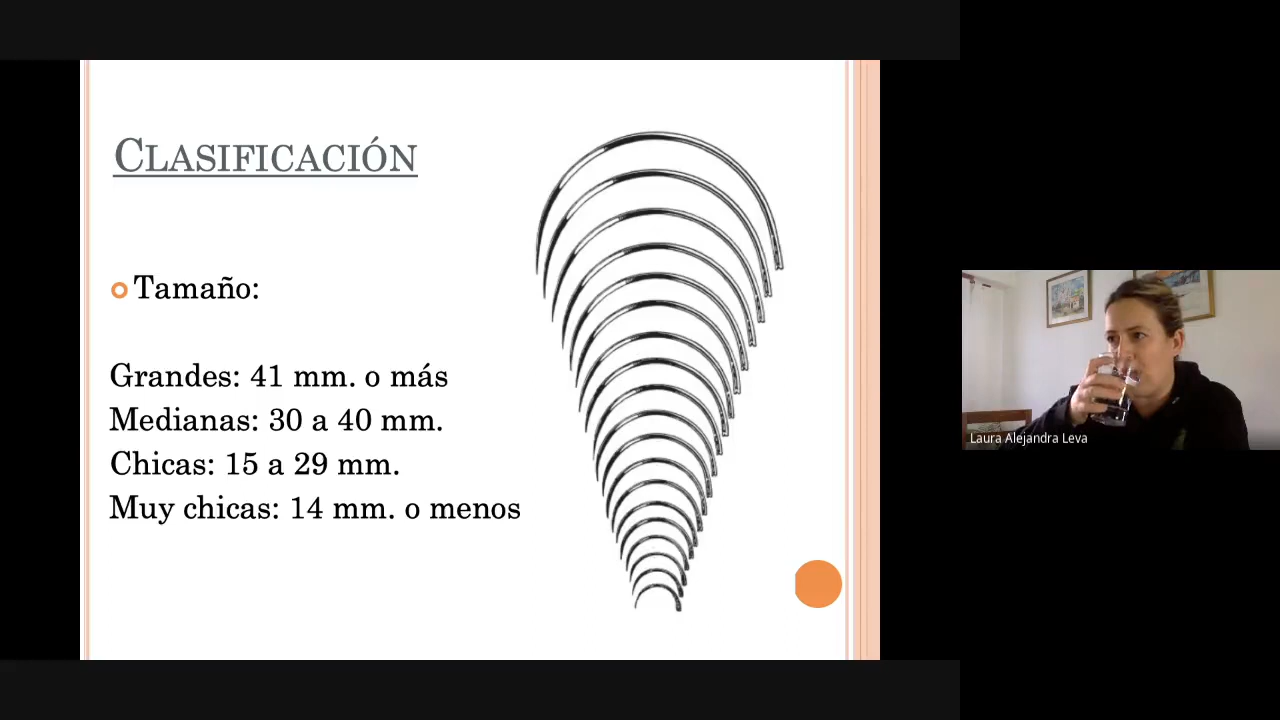 CLASIFICACIÓN
Tamaño:
Grandes: 41 mm. o más
Medianas: 30 a 40 mm.
Chicas: 15 a 29 mm.
Muy chicas: 14 mm. o menos
Laura Alejandra Leva